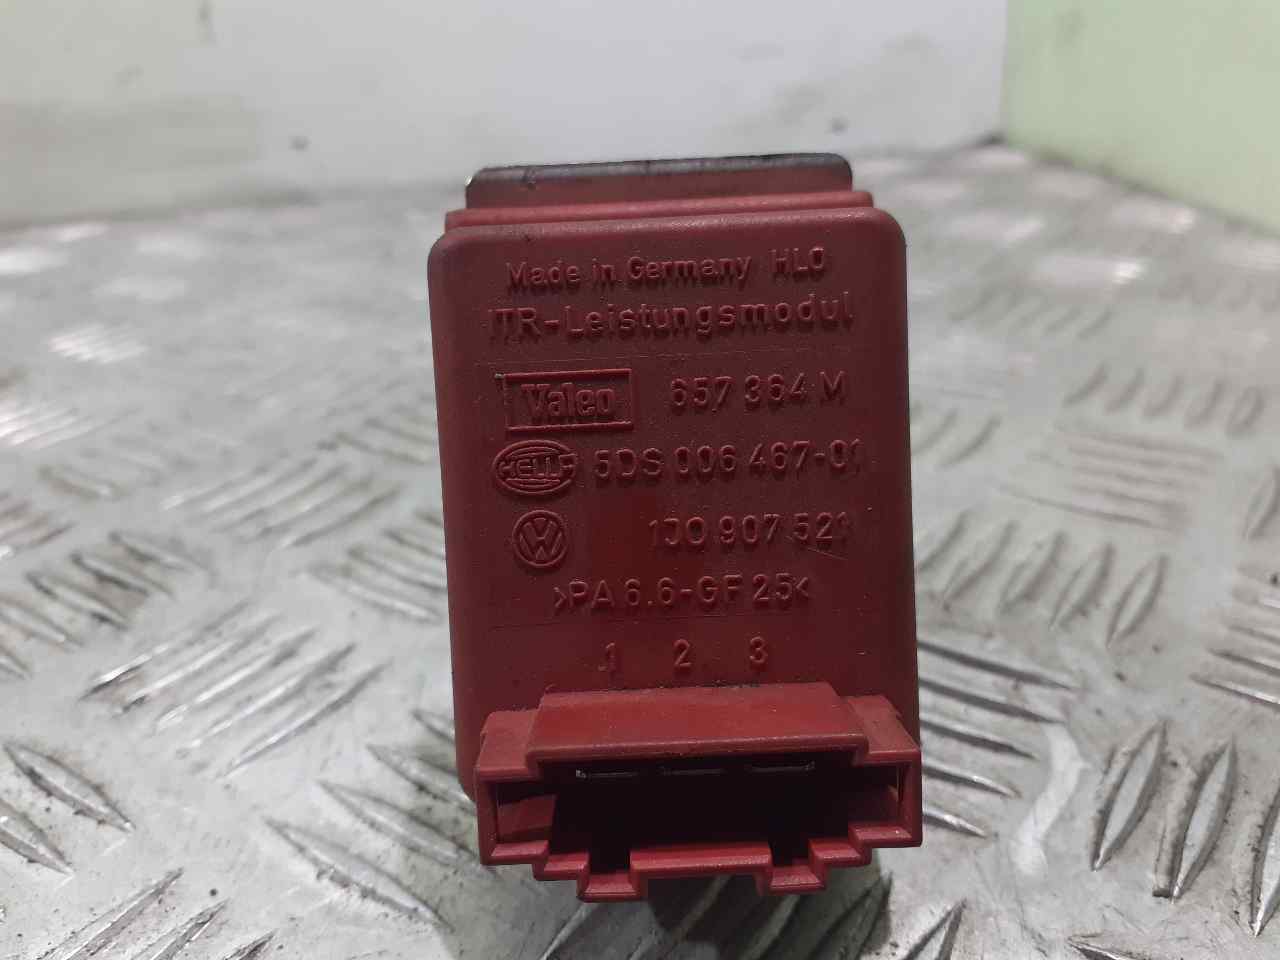 Made in Germany HLO
ITR-Leistungsmodul
Valeo 657 364 M
HELLA 5DS 006 467-01
VW 1J0 907 521
>PA 6.6-GF 25<
1 2 3